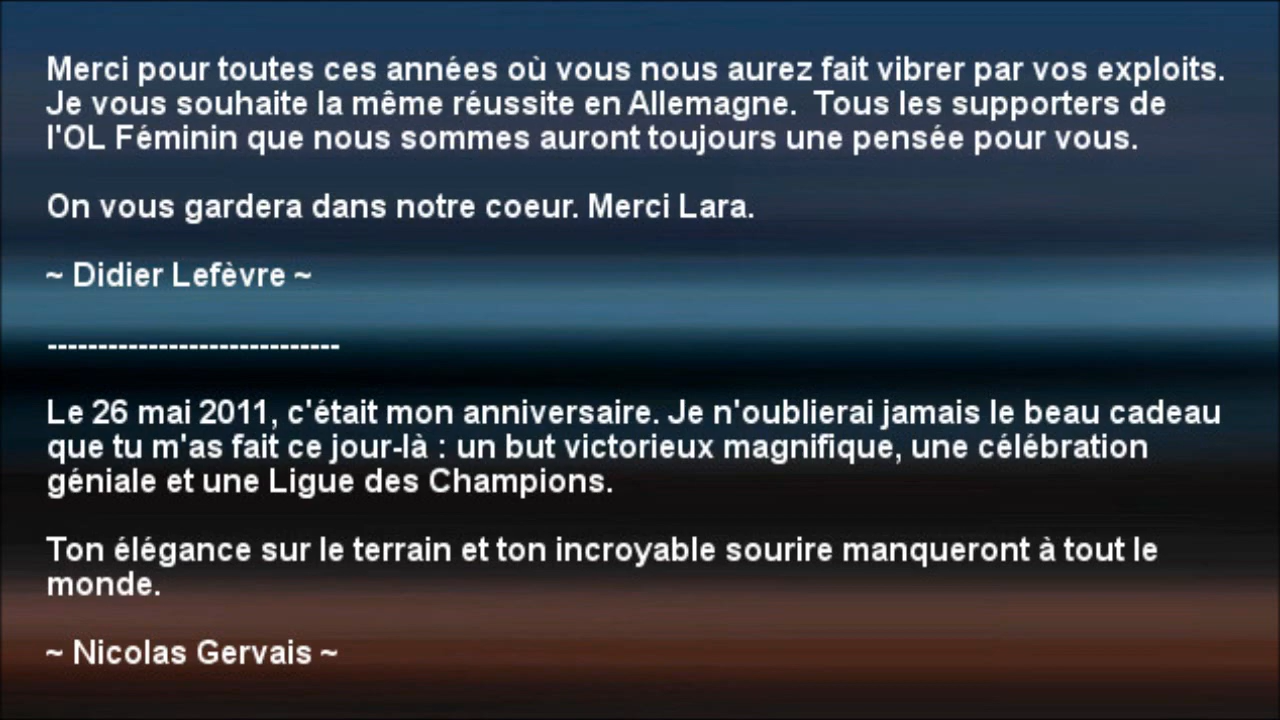 Merci pour toutes ces années où vous nous aurez fait vibrer par vos exploits.
Je vous souhaite la même réussite en Allemagne.  Tous les supporters de
l'OL Féminin que nous sommes auront toujours une pensée pour vous.
On vous gardera dans notre coeur. Merci Lara.
~ Didier Lefèvre ~
-----------------------------
Le 26 mai 2011, c'était mon anniversaire. Je n'oublierai jamais le beau cadeau
que tu m'as fait ce jour-là : un but victorieux magnifique, une célébration
géniale et une Ligue des Champions.
Ton élégance sur le terrain et ton incroyable sourire manqueront à tout le
monde.
~ Nicolas Gervais ~